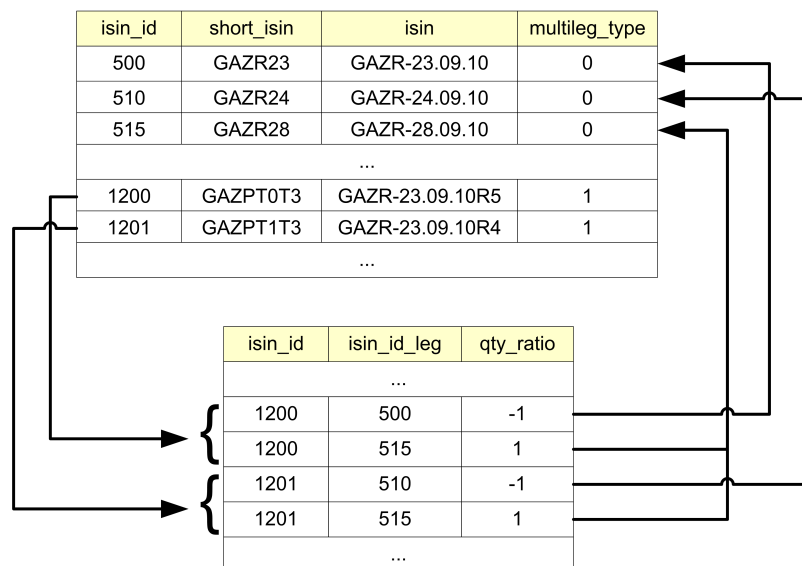 isin_id short_isin isin multileg_type
500 GAZR23 GAZR-23.09.10 0
510 GAZR24 GAZR-24.09.10 0
515 GAZR28 GAZR-28.09.10 0
...
1200 GAZPT0T3 GAZR-23.09.10R5 1
1201 GAZPT1T3 GAZR-23.09.10R4 1
...
isin_id isin_id_leg qty_ratio
...
1200 500 -1
1200 515 1
1201 510 -1
1201 515 1
...